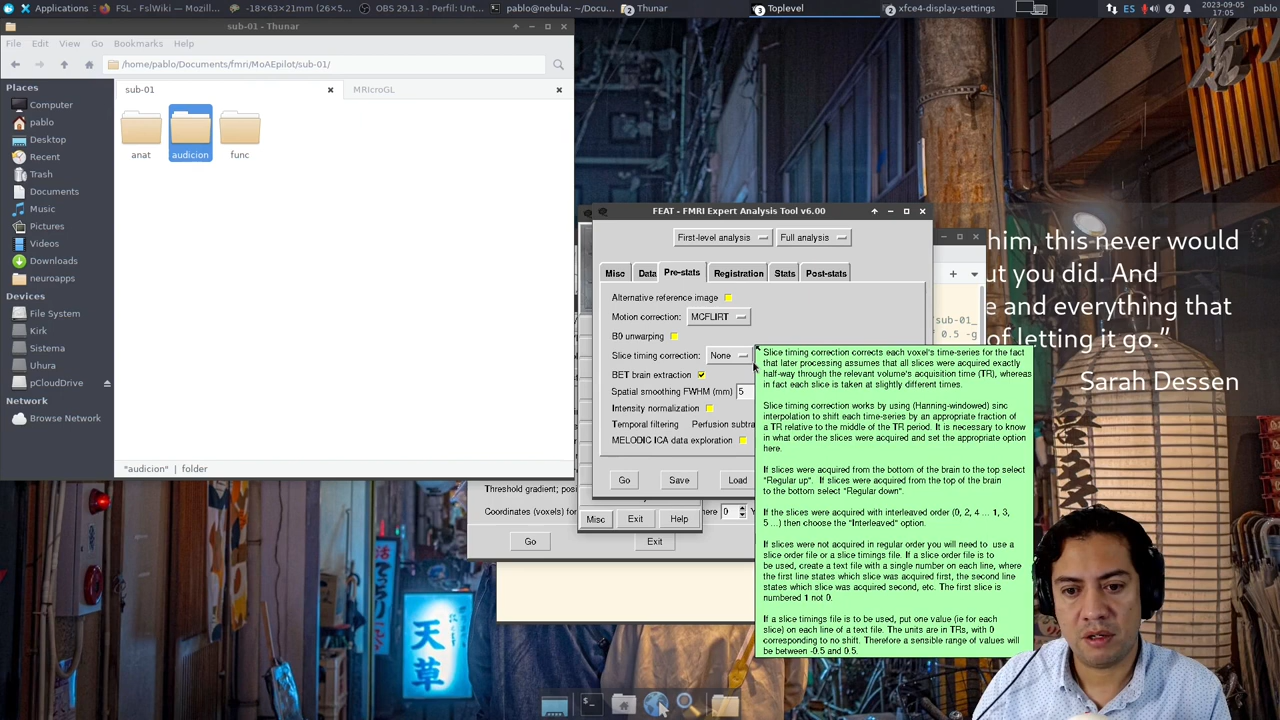 Applications
FSL - FslWiki — Mozill...
-18×63×21mm (26×5...
OBS 29.1.3 - Perfil: Unt...
pablo@nebula: ~/Docu...
Thunar
Toplevel
xfce4-display-settings
ES
2023-09-05
17:05
pablo
sub-01 - Thunar
File Edit View Go Bookmarks Help
/home/pablo/Documents/fmri/MoAEpilot/sub-01/
Places
Computer
pablo
Desktop
Recent
Trash
Documents
Music
Pictures
Videos
Downloads
neuroapps
Devices
File System
Kirk
Sistema
Uhura
pCloudDrive
Network
Browse Network
sub-01
MRIcroGL
anat
audicion
func
"audicion" | folder
FEAT - FMRI Expert Analysis Tool v6.00
First-level analysis
Full analysis
Misc
Data
Pre-stats
Registration
Stats
Post-stats
Alternative reference image
Motion correction: MCFLIRT
B0 unwarping
Slice timing correction: None
BET brain extraction
Spatial smoothing FWHM (mm) 5
Intensity normalization
Temporal filtering Perfusion subtra
MELODIC ICA data exploration
Go
Save
Load
Misc
Exit
Help
Threshold gradient; posi
Coordinates (voxels) for
here 0 Y
Go
Exit
Slice timing correction corrects each voxel's time-series for the fact
that later processing assumes that all slices were acquired exactly
half-way through the relevant volume's acquisition time (TR), whereas
in fact each slice is taken at slightly different times.
Slice timing correction works by using (Hanning-windowed) sinc
interpolation to shift each time-series by an appropriate fraction of
a TR relative to the middle of the TR period. It is necessary to know
in what order the slices were acquired and set the appropriate option
here.
If slices were acquired from the bottom of the brain to the top select
"Regular up". If slices were acquired from the top of the brain
to the bottom select "Regular down".
If the slices were acquired with interleaved order (0, 2, 4 ... 1, 3,
5 ...) then choose the "Interleaved" option.
If slices were not acquired in regular order you will need to use a
slice order file or a slice timings file. If a slice order file is to
be used, create a text file with a single number on each line, where
the first line states which slice was acquired first, the second line
states which slice was acquired second, etc. The first slice is
numbered 1 not 0.
If a slice timings file is to be used, put one value (ie for each
slice) on each line of a text file. The units are in TRs, with 0
corresponding to no shift. Therefore a sensible range of values will
be between -0.5 and 0.5.
/sub-01_
f 0.5 -g
him, this never would
ut you did. And
e and everything that
of letting it go.”
Sarah Dessen
天草